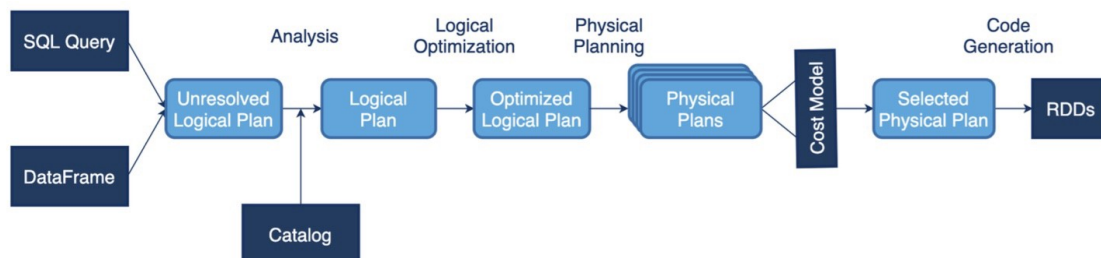 SQL Query
DataFrame
Unresolved
Logical Plan
Analysis
Catalog
Logical
Plan
Logical
Optimization
Optimized
Logical Plan
Physical
Planning
Physical
Plans
Cost Model
Selected
Physical Plan
Code
Generation
RDDs